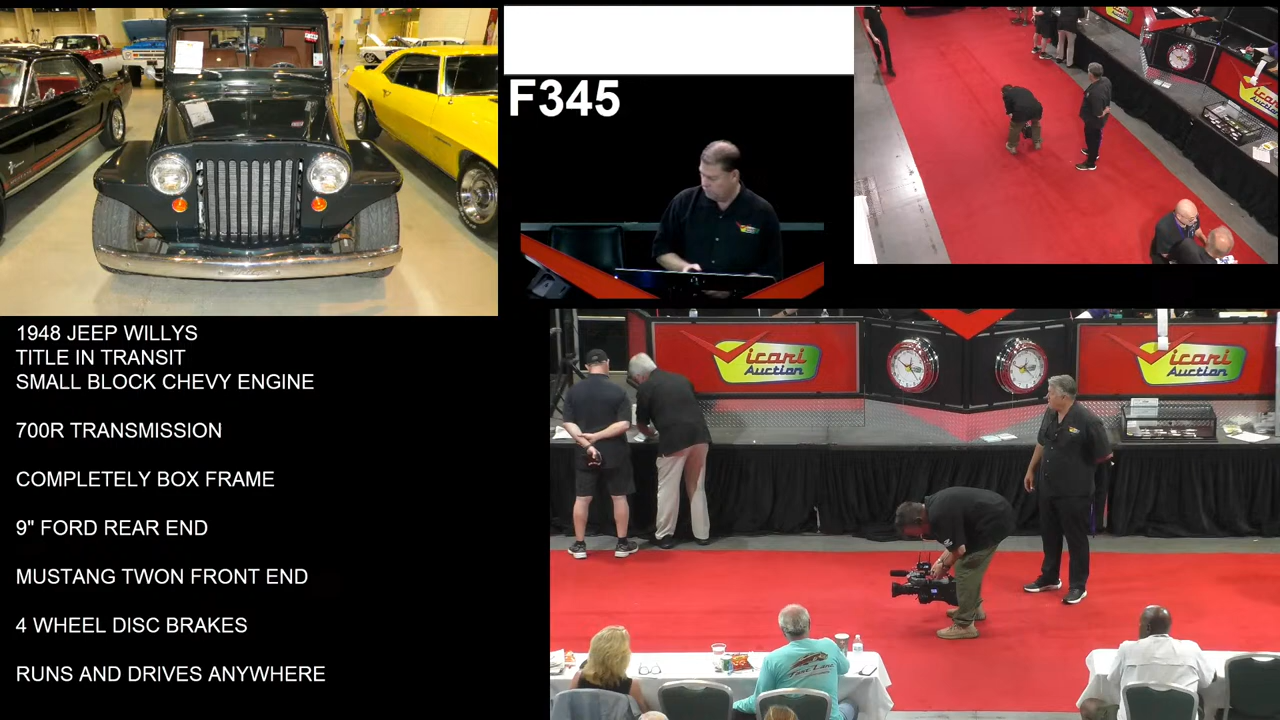 F345
1948 JEEP WILLYS
TITLE IN TRANSIT
SMALL BLOCK CHEVY ENGINE
700R TRANSMISSION
COMPLETELY BOX FRAME
9" FORD REAR END
MUSTANG TWON FRONT END
4 WHEEL DISC BRAKES
RUNS AND DRIVES ANYWHERE
Vicari
Auction
Vicari
Auction